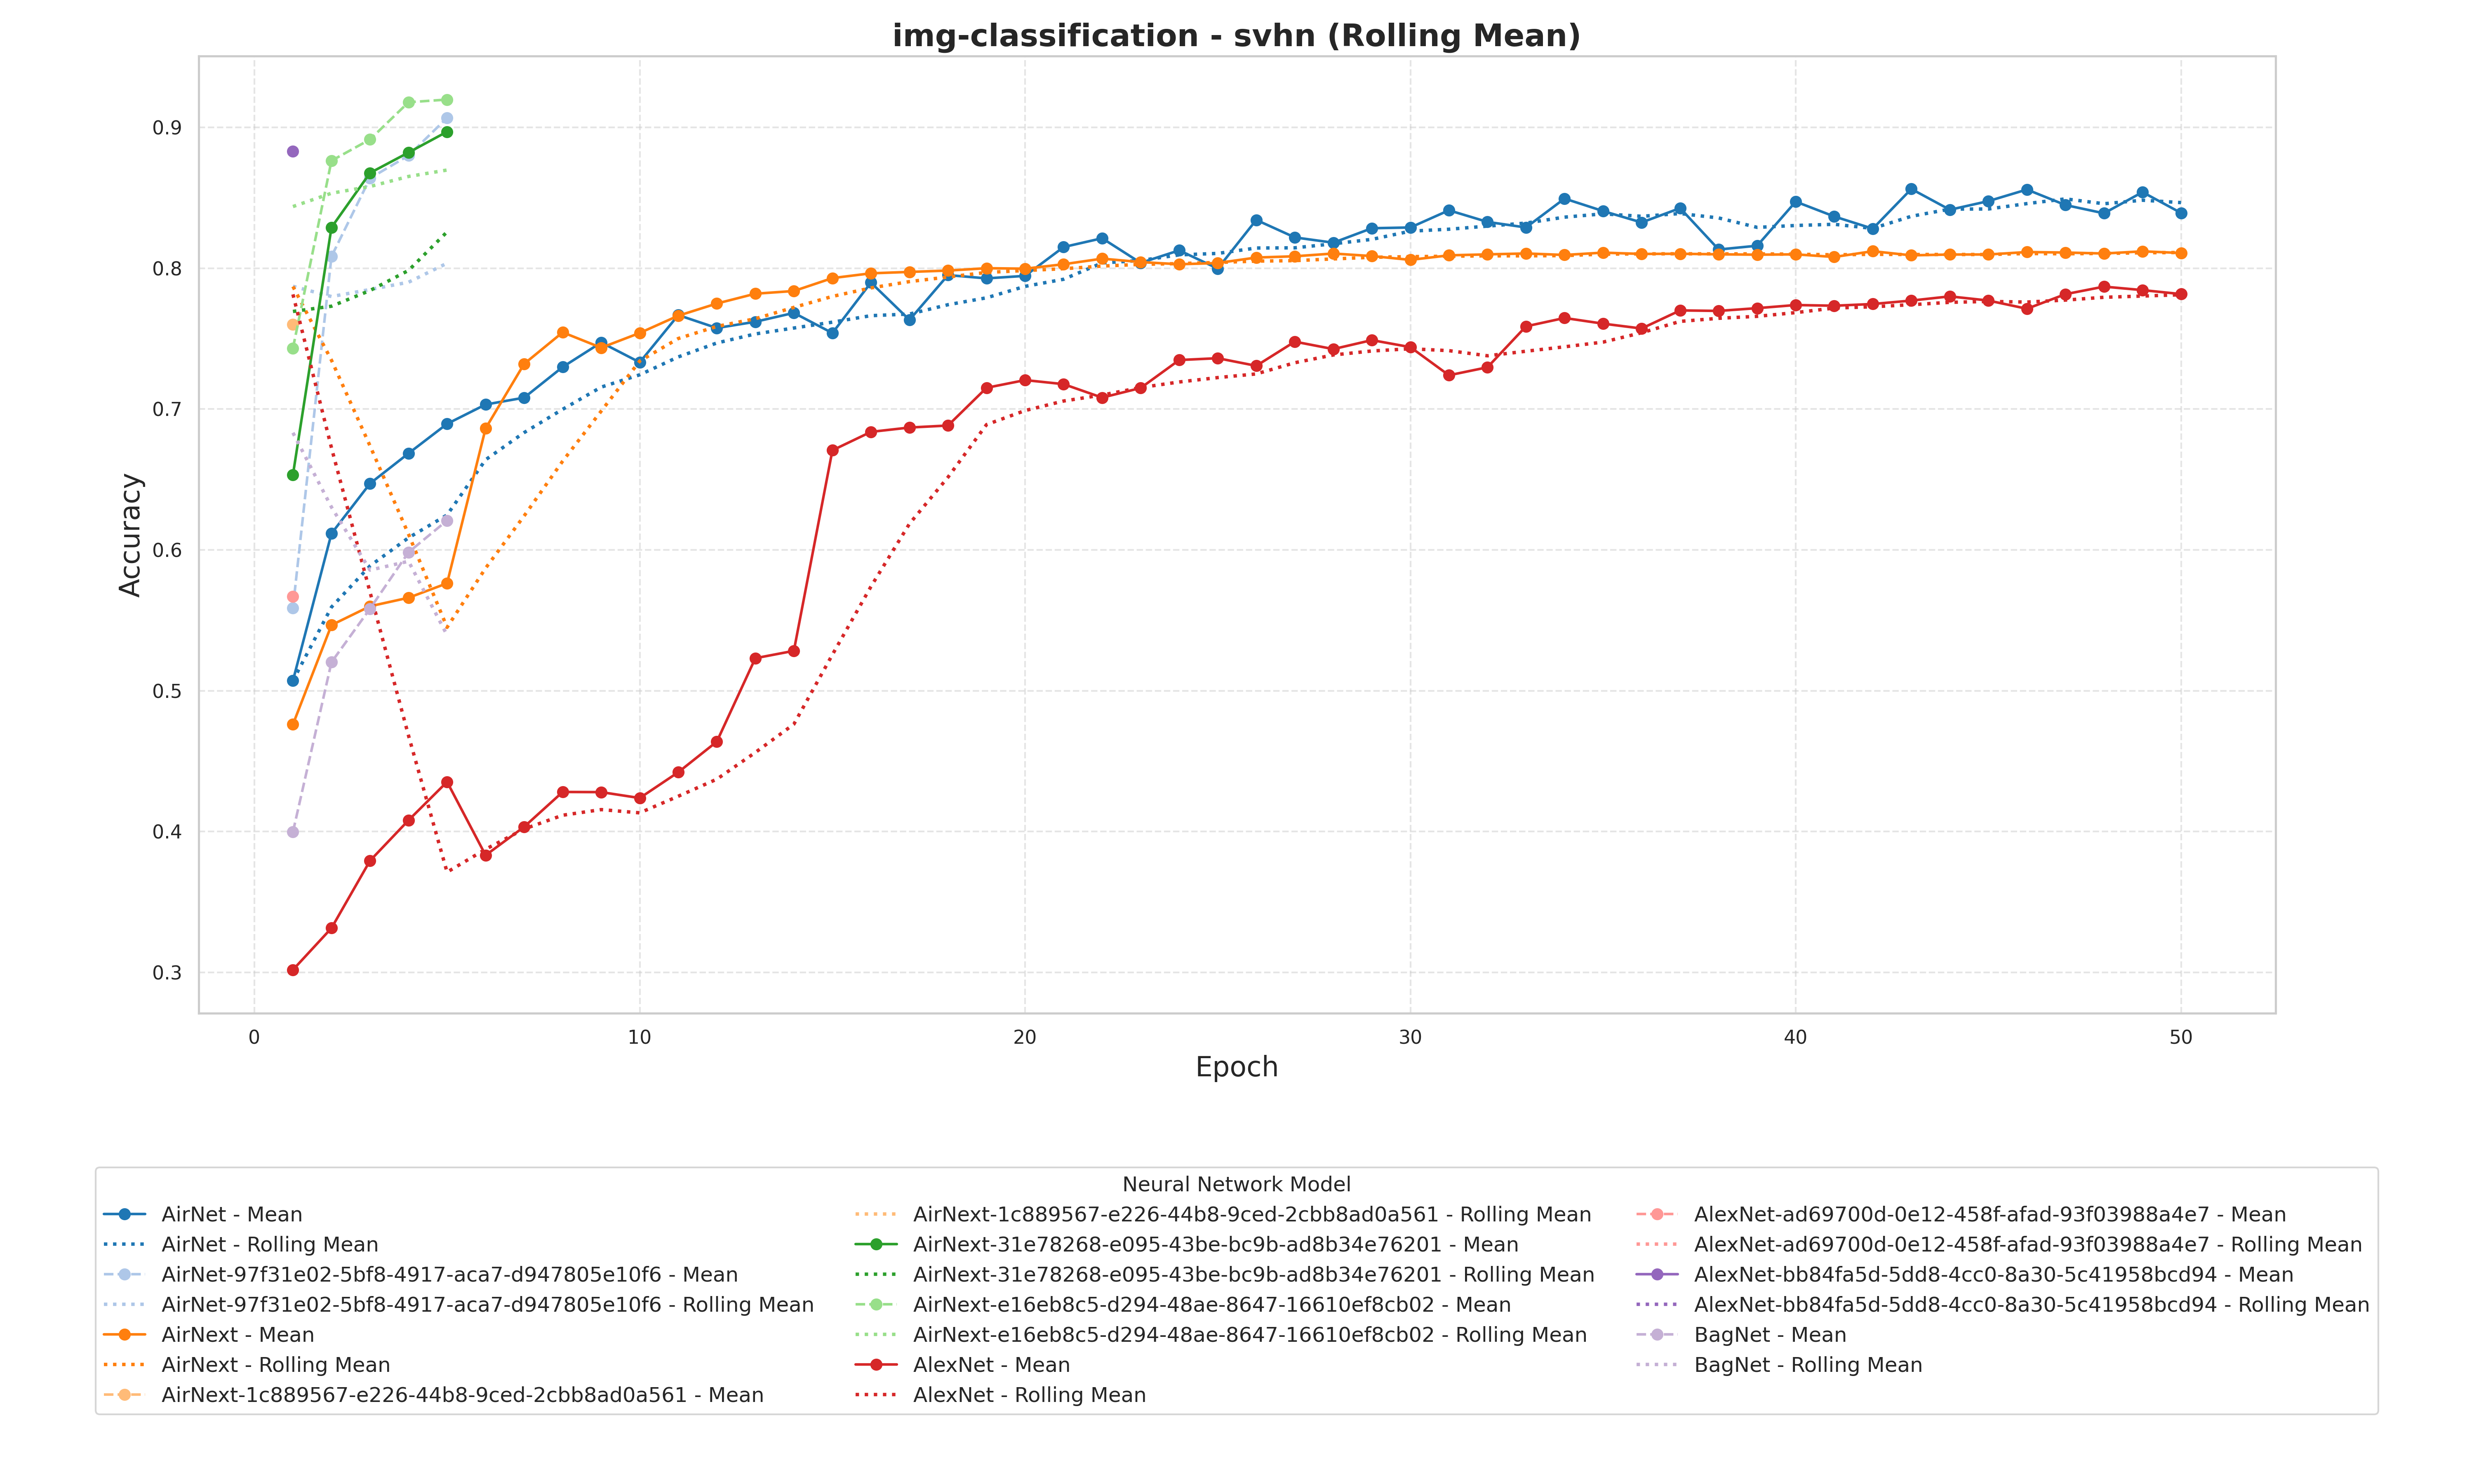 img-classification - svhn (Rolling Mean)
Accuracy
0.9
0.8
0.7
0.6
0.5
0.4
0.3
0
10
20
30
40
50
Epoch
Neural Network Model
AirNet - Mean
AirNet - Rolling Mean
AirNet-97f31e02-5bf8-4917-aca7-d947805e10f6 - Mean
AirNet-97f31e02-5bf8-4917-aca7-d947805e10f6 - Rolling Mean
AirNext - Mean
AirNext - Rolling Mean
AirNext-1c889567-e226-44b8-9ced-2cbb8ad0a561 - Mean
AirNext-1c889567-e226-44b8-9ced-2cbb8ad0a561 - Rolling Mean
AirNext-31e78268-e095-43be-bc9b-ad8b34e76201 - Mean
AirNext-31e78268-e095-43be-bc9b-ad8b34e76201 - Rolling Mean
AirNext-e16eb8c5-d294-48ae-8647-16610ef8cb02 - Mean
AirNext-e16eb8c5-d294-48ae-8647-16610ef8cb02 - Rolling Mean
AlexNet - Mean
AlexNet - Rolling Mean
AlexNet-ad69700d-0e12-458f-afad-93f03988a4e7 - Mean
AlexNet-ad69700d-0e12-458f-afad-93f03988a4e7 - Rolling Mean
AlexNet-bb84fa5d-5dd8-4cc0-8a30-5c41958bcd94 - Mean
AlexNet-bb84fa5d-5dd8-4cc0-8a30-5c41958bcd94 - Rolling Mean
BagNet - Mean
BagNet - Rolling Mean